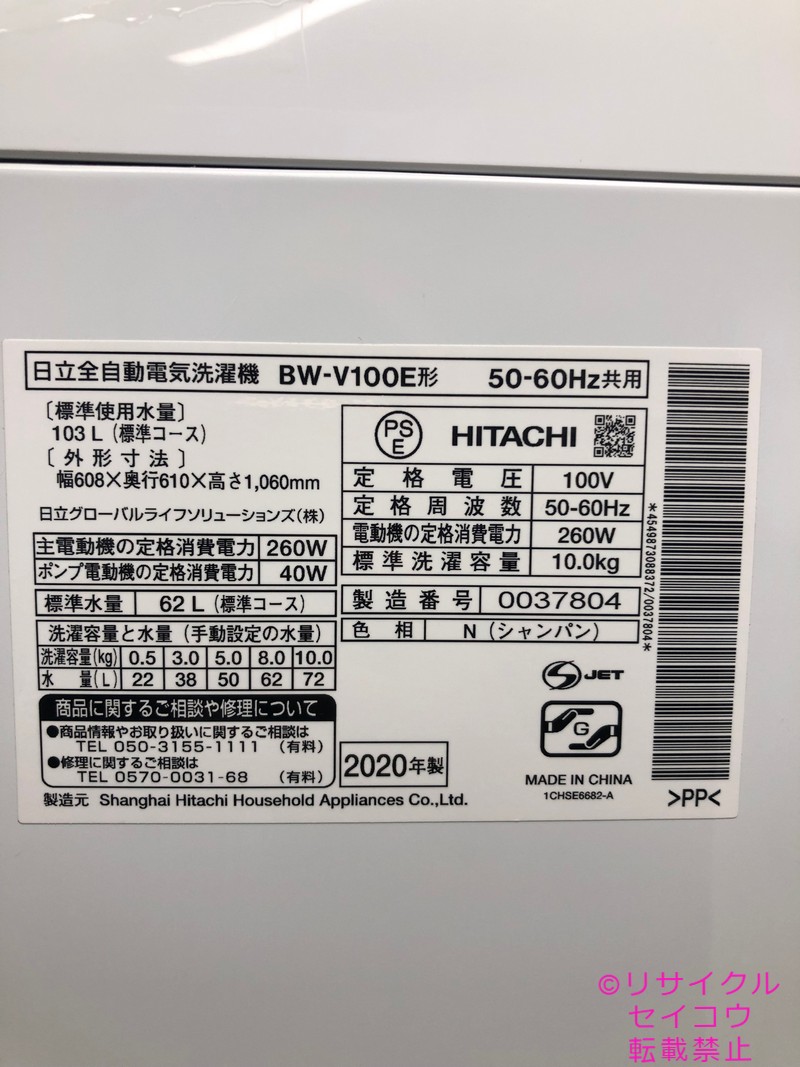 日立全自動電気洗濯機 BW-V100E形 50-60Hz共用
〔標準使用水量〕
103 L (標準コース)
〔外形寸法〕
幅608×奥行610×高さ1,060mm
日立グローバルライフソリューションズ(株)
主電動機の定格消費電力 260W
ポンプ電動機の定格消費電力 40W
標準水量 62 L (標準コース)
洗濯容量と水量 (手動設定の水量)
洗濯容量(kg) 0.5 3.0 5.0 8.0 10.0
水量(L) 22 38 50 62 72
商品に関するご相談や修理について
●商品情報やお取り扱いに関するご相談は
TEL 050-3155-1111 (有料)
●修理に関するご相談は
TEL 0570-0031-68 (有料)
製造元 Shanghai Hitachi Household Appliances Co.,Ltd.
PS E HITACHI
定格電圧 100V
定格周波数 50-60Hz
電動機の定格消費電力 260W
標準洗濯容量 10.0kg
製造番号 0037804
色相 N (シャンパン)
S JET
G
2020年製
MADE IN CHINA
1CHSE6682-A
*4549873088372/0037804*
>PP<
©リサイクル
セイコウ
転載禁止